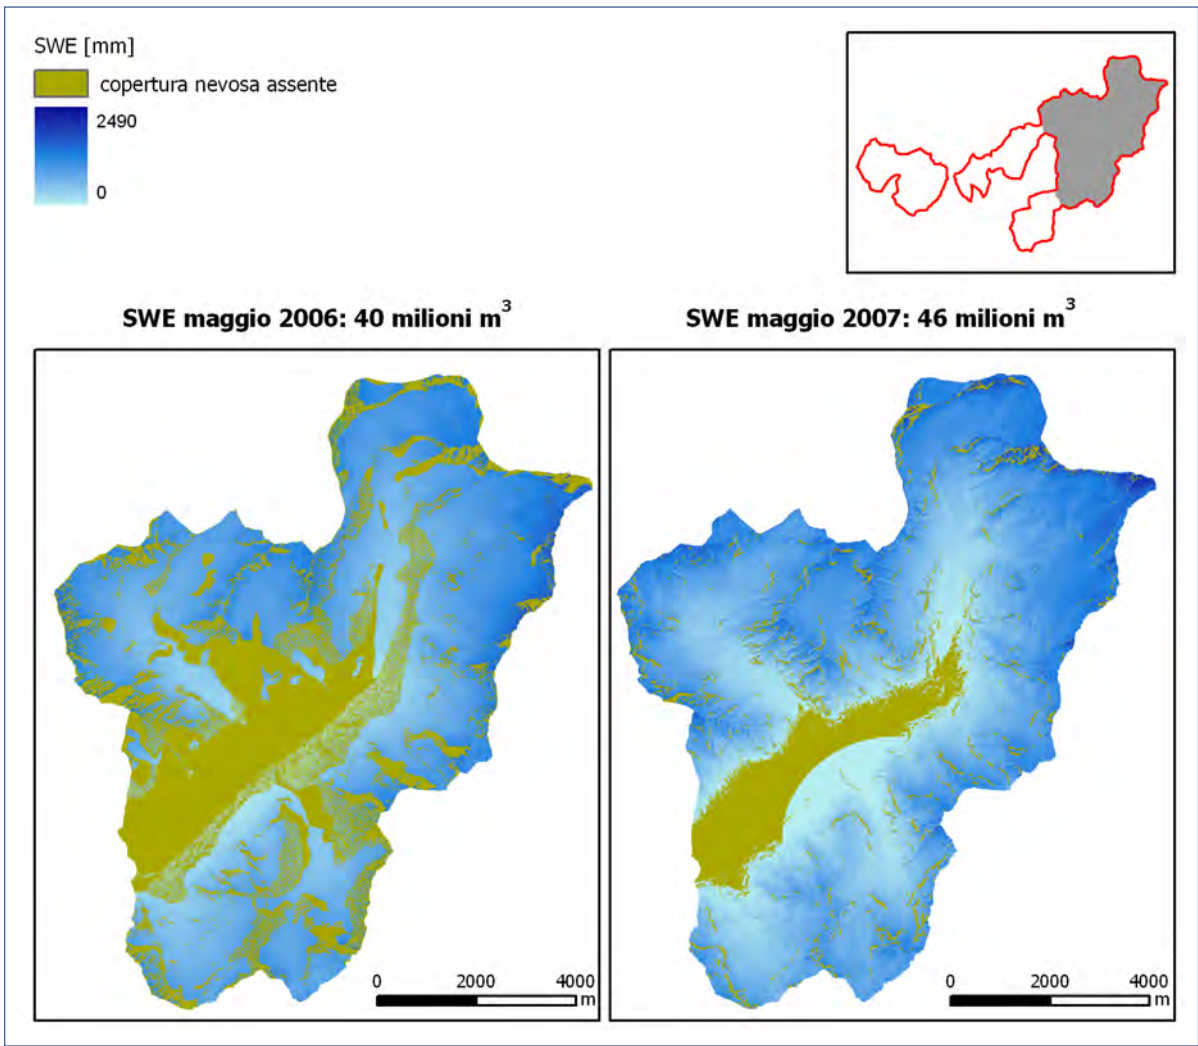 SWE [mm]
copertura nevosa assente
2490
0
SWE maggio 2006: 40 milioni m³
SWE maggio 2007: 46 milioni m³
0 2000 4000
m
0 2000 4000
m